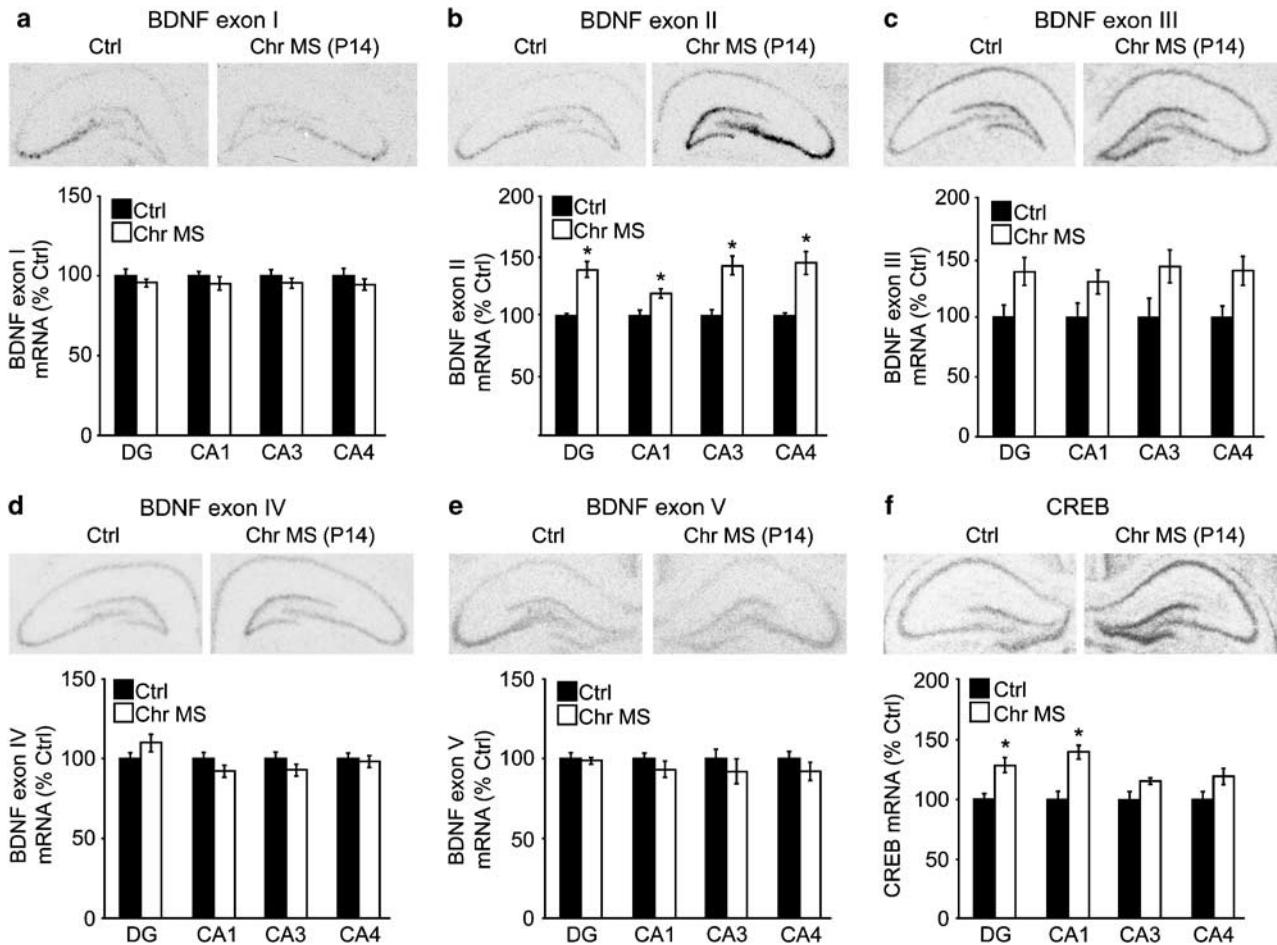 a BDNF exon I
Ctrl Chr MS (P14)
150
100
50
0
BDNF exon I
mRNA (% Ctrl)
Ctrl
Chr MS
DG CA1 CA3 CA4
b BDNF exon II
Ctrl Chr MS (P14)
200
150
100
50
BDNF exon II
mRNA (% Ctrl)
Ctrl
Chr MS
* * * *
DG CA1 CA3 CA4
c BDNF exon III
Ctrl Chr MS (P14)
200
150
100
50
0
BDNF exon III
mRNA (% Ctrl)
Ctrl
Chr MS
DG CA1 CA3 CA4
d BDNF exon IV
Ctrl Chr MS (P14)
150
100
50
0
BDNF exon IV
mRNA (% Ctrl)
Ctrl
Chr MS
DG CA1 CA3 CA4
e BDNF exon V
Ctrl Chr MS (P14)
150
100
50
0
BDNF exon V
mRNA (% Ctrl)
Ctrl
Chr MS
DG CA1 CA3 CA4
f CREB
Ctrl Chr MS (P14)
200
150
100
50
0
CREB mRNA (% Ctrl)
Ctrl
Chr MS
* *
DG CA1 CA3 CA4